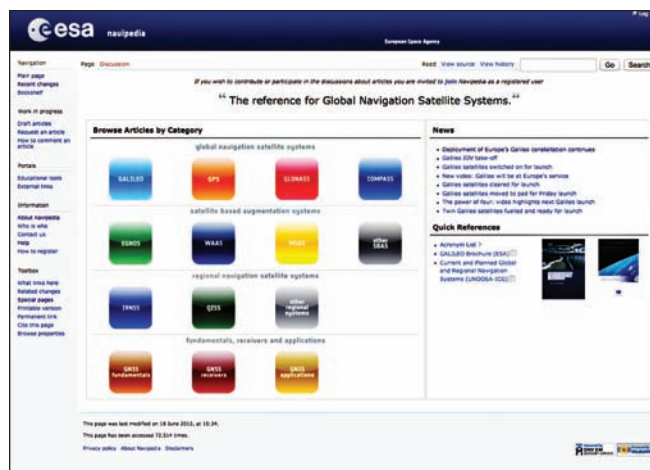 Log
esa navipedia
European Space Agency
Navigation
Main page
Recent changes
Bookshelf
Work in progress
Draft articles
Request an article
How to comment an article
Portals
Educational tools
External links
Information
About Navipedia
Who is who
Contact us
Help
How to register
Toolbox
What links here
Related changes
Special pages
Printable version
Permanent link
Cite this page
Browse properties
Page Discussion
Read View source View history
Go Search
If you wish to contribute or participate in the discussions about articles you are invited to join Navipedia as a registered user
“ The reference for Global Navigation Satellite Systems.”
Browse Articles by Category
global navigation satellite systems
GALILEO GPS GLONASS COMPASS
satellite based augmentation systems
EGNOS WAAS MSAS other SBAS
regional navigation satellite systems
IRNSS QZSS other regional systems
fundamentals, receivers and applications
GNSS fundamentals GNSS receivers GNSS applications
News
Deployment of Europe's Galileo constellation continues
Galileo IOV take-off
Galileo satellites switched on for launch
New video: Galileo will be at Europe's service
Galileo satellites cleared for launch
Galileo satellites moved to pad for Friday launch
The power of four: video highlights next Galileo launch
Twin Galileo satellites fuelled and ready for launch
Quick References
Acronym List
GALILEO Brochure (ESA)
Current and Planned Global
and Regional Navigation
Systems (UNOOSA-ICG)
This page was last modified on 18 June 2013, at 10:34.
This page has been accessed 72,514 times.
Privacy policy About Navipedia Disclaimers